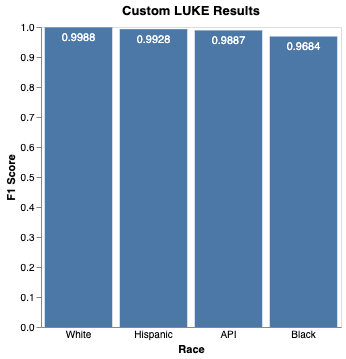 Custom LUKE Results
F1 Score
1.0
0.9
0.8
0.7
0.6
0.5
0.4
0.3
0.2
0.1
0.0
0.9988 0.9928 0.9887 0.9684
White Hispanic API Black
Race